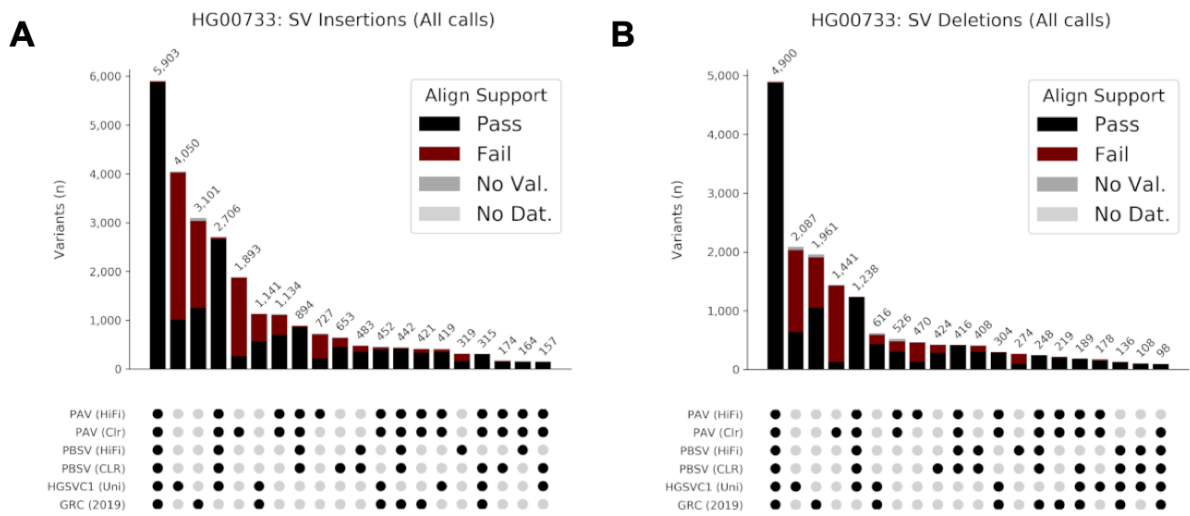 A
HG00733: SV Insertions (All calls)
Variants (n)
6,000
5,000
4,000
3,000
2,000
1,000
0
5,903
4,050
3,101
2,706
1,893
1,141
1,134
894
727
653
483
452
442
421
419
319
315
174
164
157
Align Support
Pass
Fail
No Val.
No Dat.
PAV (HiFi)
PAV (Clr)
PBSV (HiFi)
PBSV (CLR)
HGSVC1 (Uni)
GRC (2019)
B
HG00733: SV Deletions (All calls)
Variants (n)
5,000
4,000
3,000
2,000
1,000
0
4,900
2,087
1,961
1,441
1,238
616
526
470
424
416
408
304
274
248
219
189
178
136
108
98
Align Support
Pass
Fail
No Val.
No Dat.
PAV (HiFi)
PAV (Clr)
PBSV (HiFi)
PBSV (CLR)
HGSVC1 (Uni)
GRC (2019)